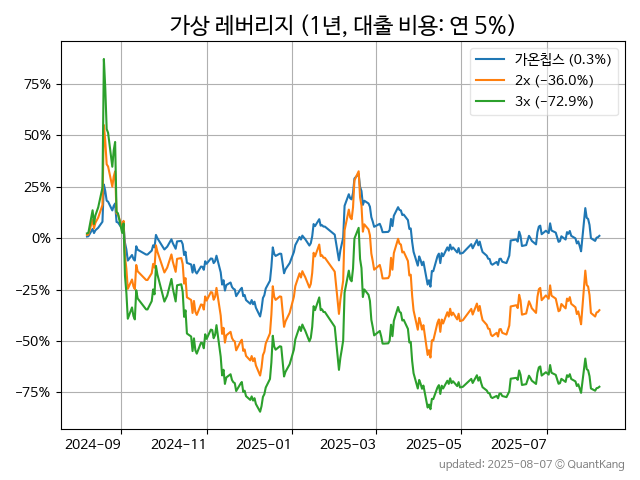 가상 레버리지 (1년, 대출 비용: 연 5%)
가온칩스 (0.3%)
2x (−36.0%)
3x (−72.9%)
75%
50%
25%
0%
−25%
−50%
−75%
2024-09 2024-11 2025-01 2025-03 2025-05 2025-07
updated: 2025-08-07 © QuantKang